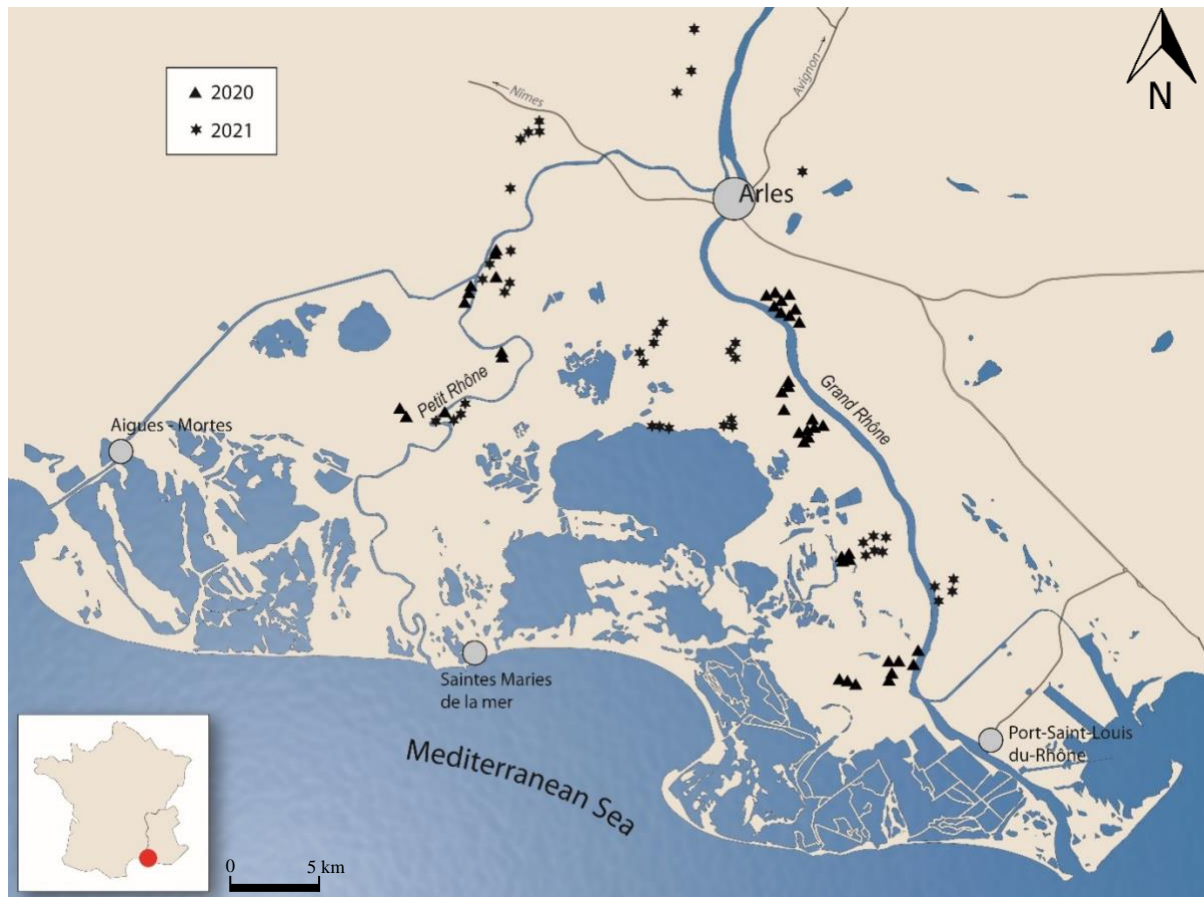 2020
2021
Nîmes
Avignon
N
Arles
Petit Rhône
Grand Rhône
Aigues - Mortes
Saintes Maries
de la mer
Port-Saint-Louis
du-Rhône
Mediterranean Sea
0 5 km